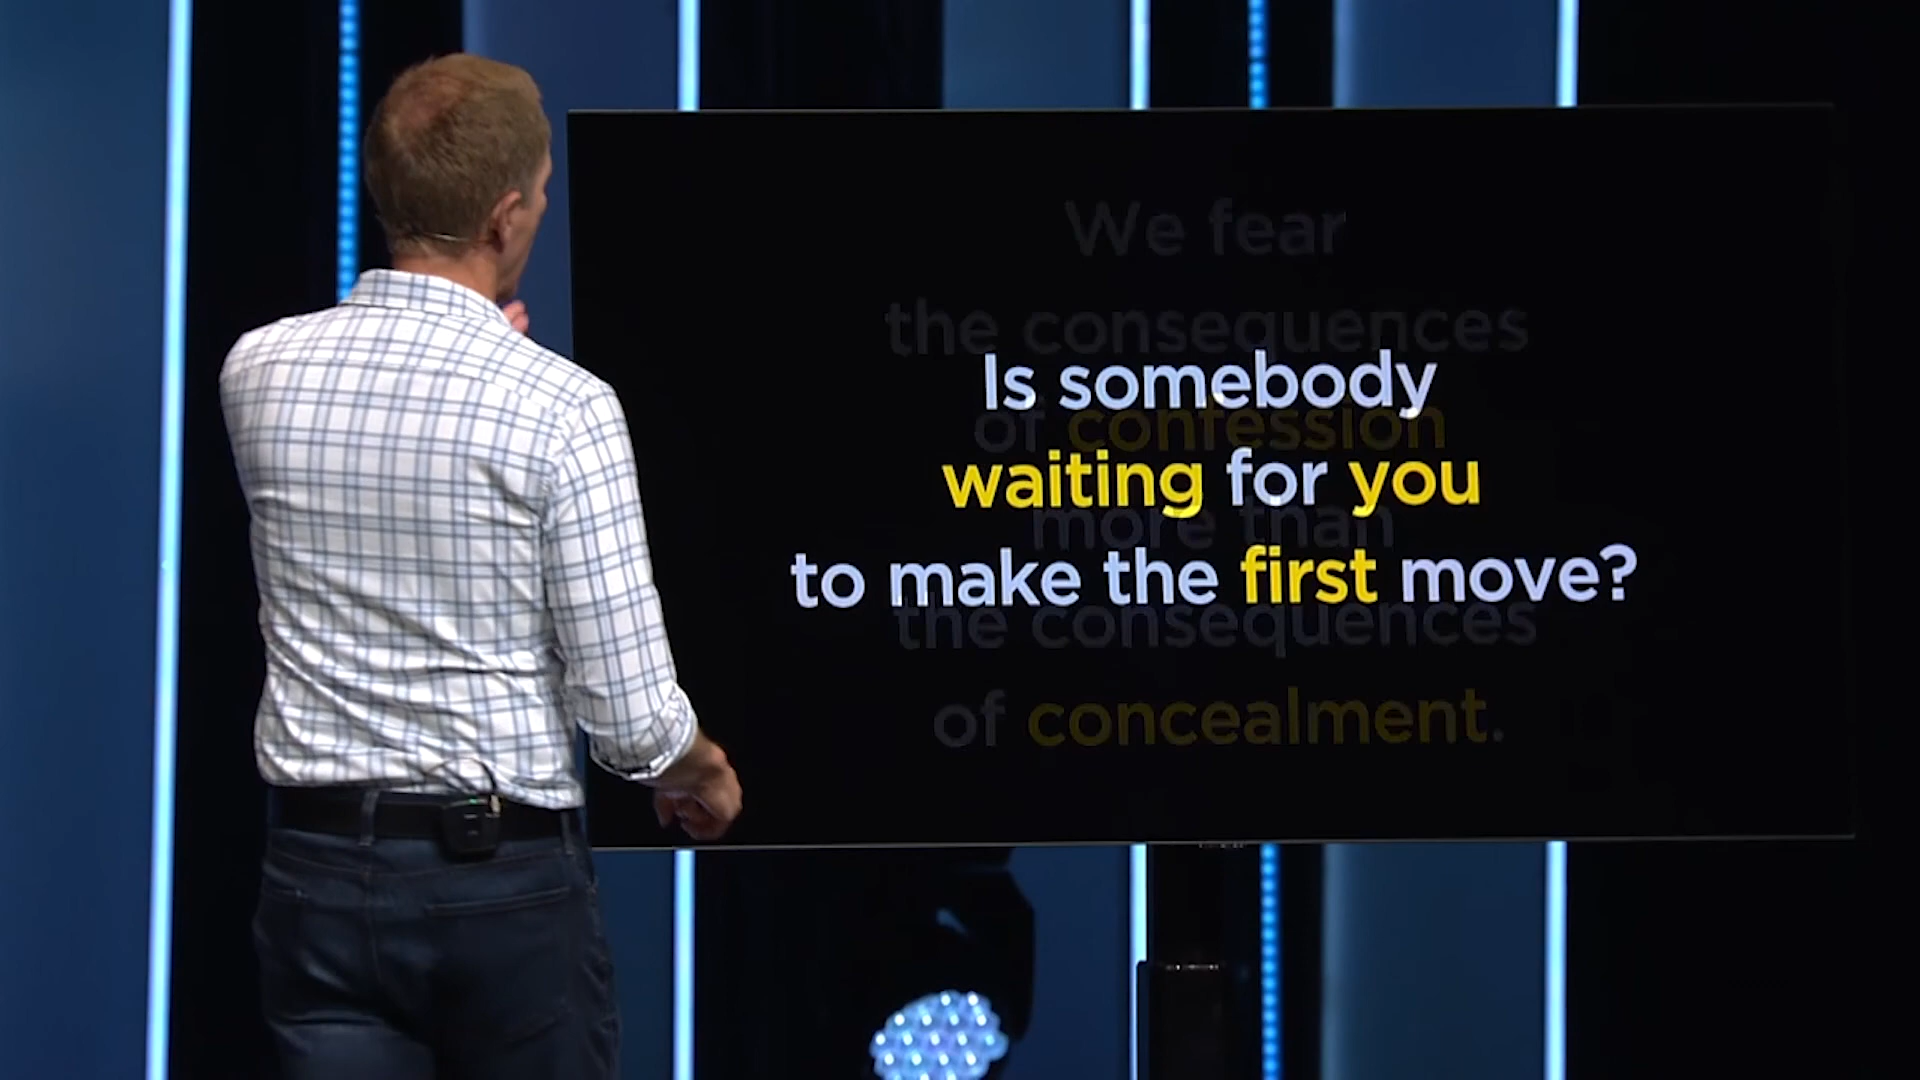 We fear
the consequences
of confession
more than
the consequences
of concealment.
Is somebody
waiting for you
to make the first move?